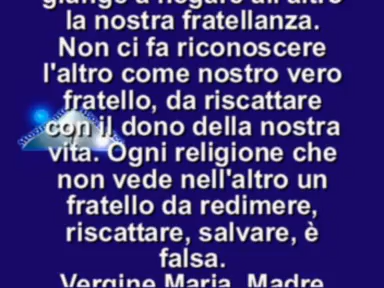 giunge a negare all'altro
la nostra fratellanza.
Non ci fa riconoscere
l'altro come nostro vero
fratello, da riscattare
con il dono della nostra
vita. Ogni religione che
non vede nell'altro un
fratello da redimere,
riscattare, salvare, è
falsa.
Vergine Maria, Madre